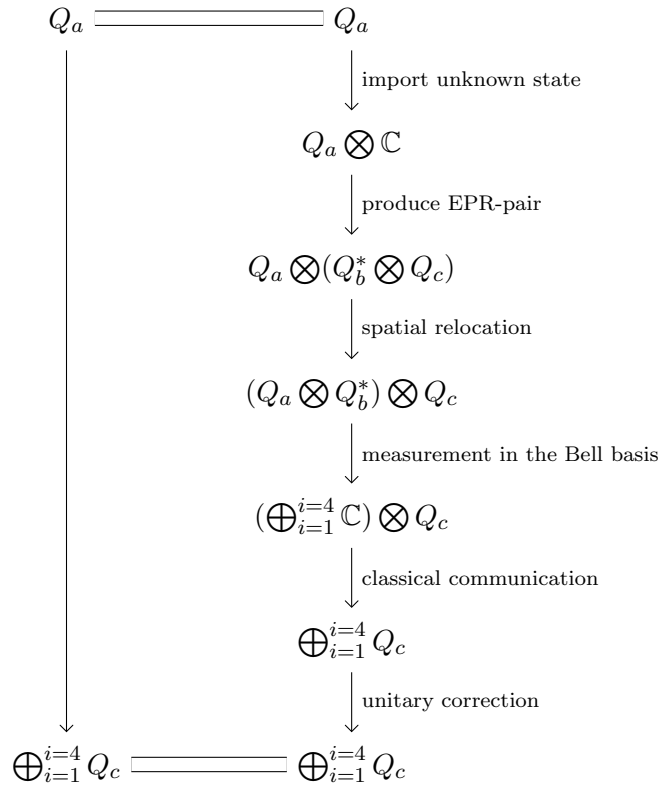 Q_a Q_a
import unknown state
Q_a ⊗ ℂ
produce EPR-pair
Q_a ⊗(Q_b^* ⊗ Q_c)
spatial relocation
(Q_a ⊗ Q_b^*) ⊗ Q_c
measurement in the Bell basis
(⊕_{i=1}^{i=4} ℂ) ⊗ Q_c
classical communication
⊕_{i=1}^{i=4} Q_c
unitary correction
⊕_{i=1}^{i=4} Q_c ⊕_{i=1}^{i=4} Q_c